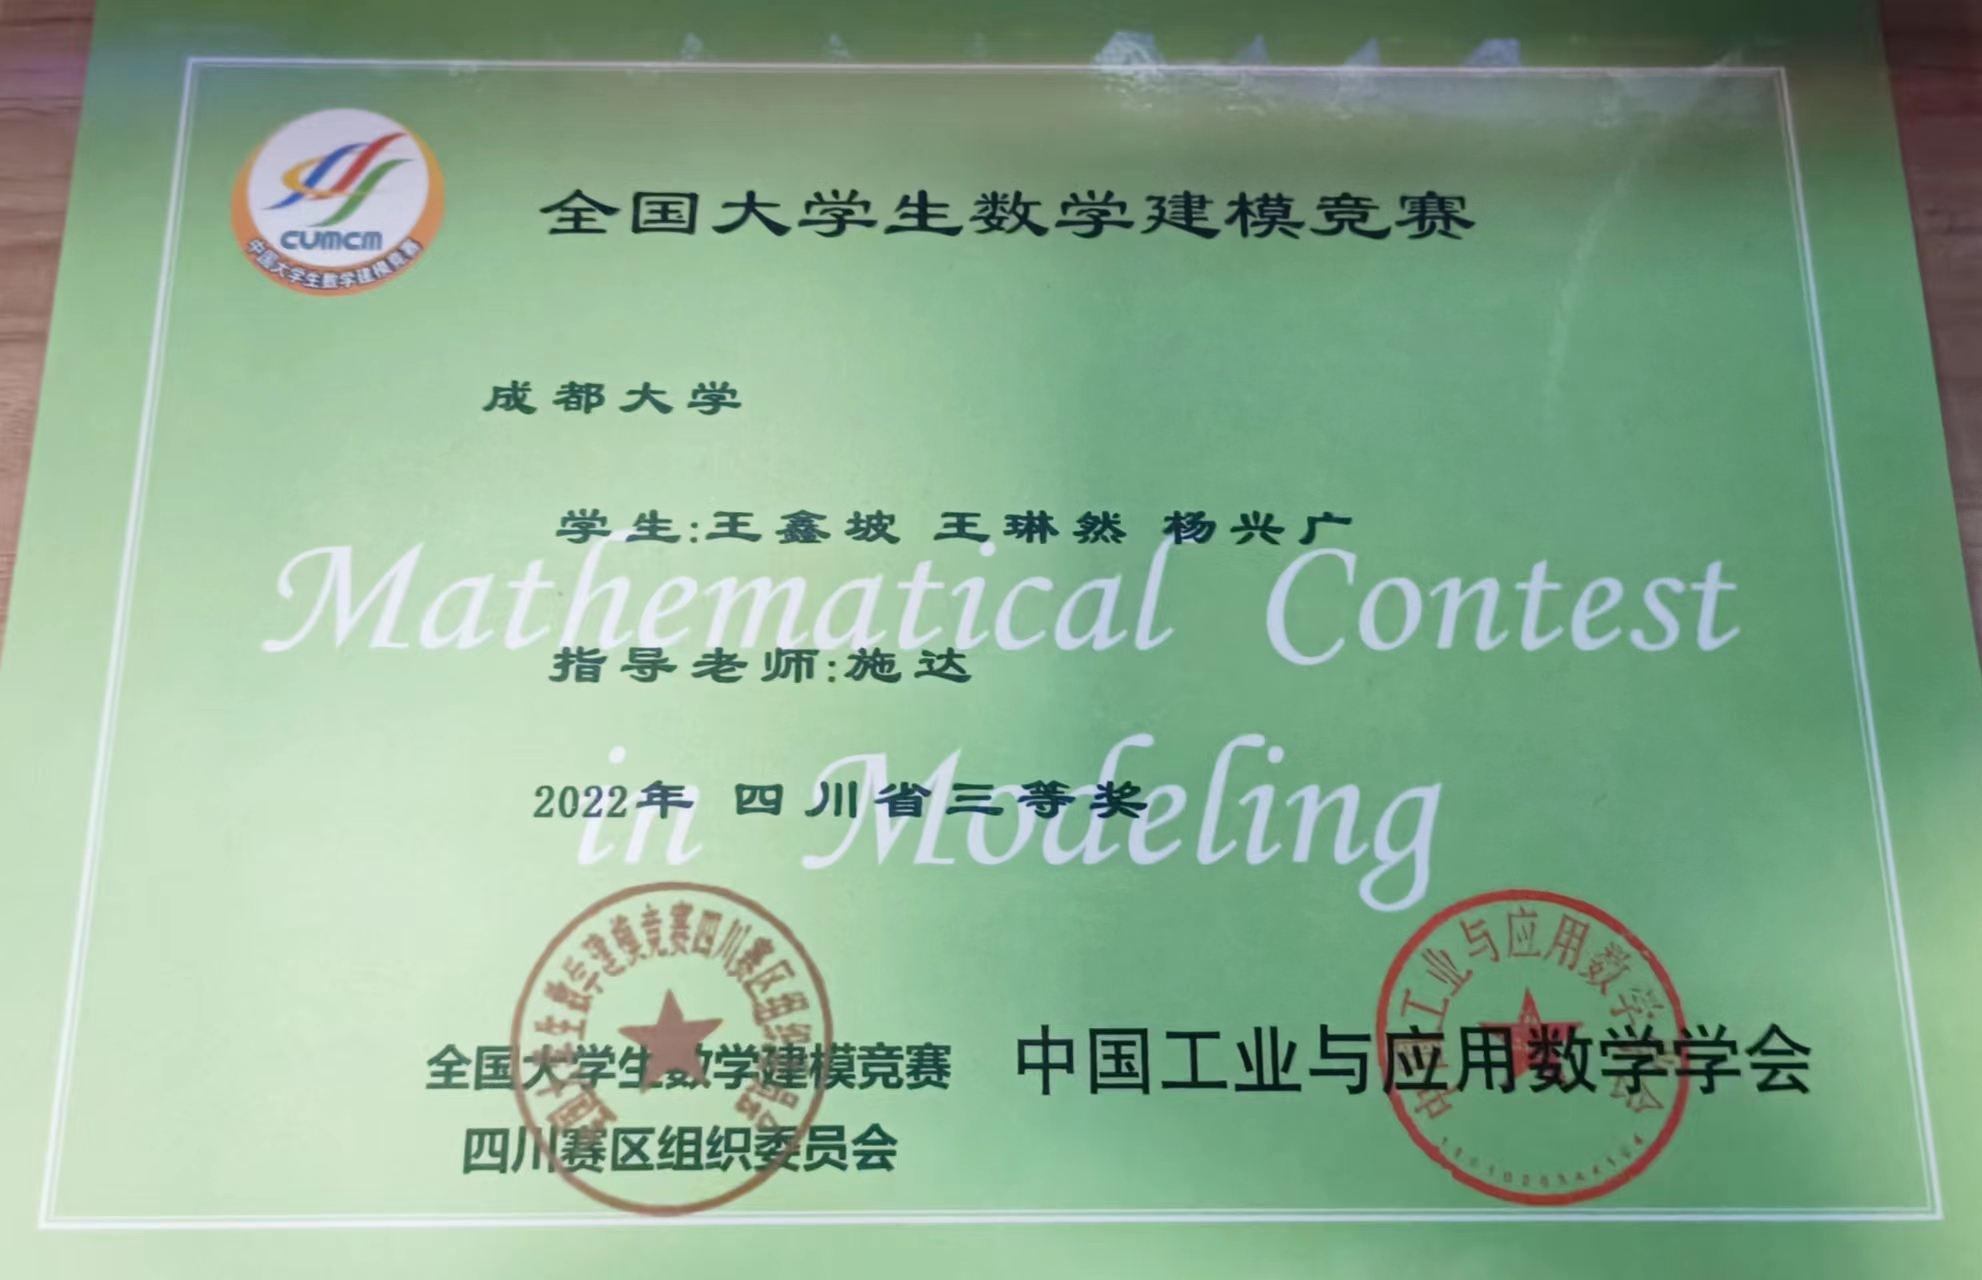 CUMCM
中国大学生数学建模竞赛
全国大学生数学建模竞赛
成都大学
学生:王鑫坡 王琳然 杨兴广
Mathematical Contest
指导老师:施达
in Modeling
2022年 四川省三等奖
全国大学生数学建模竞赛四川赛区组织委员会
中国工业与应用数学学会
全国大学生数学建模竞赛
四川赛区组织委员会
中国工业与应用数学学会